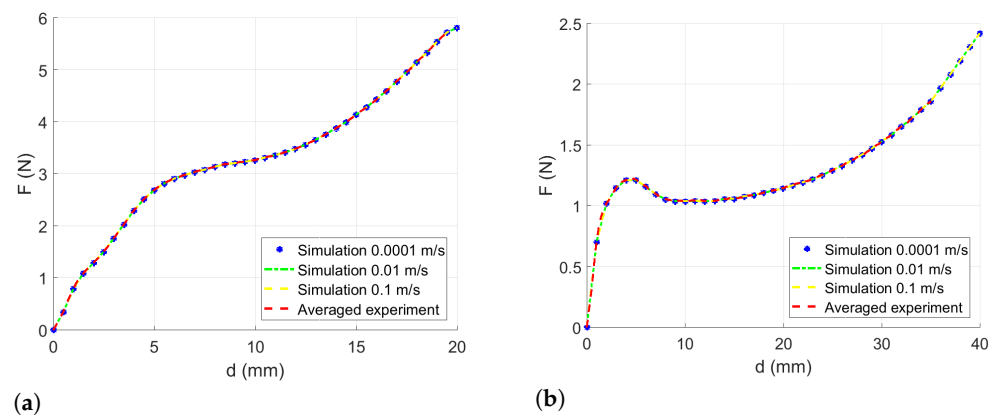 6
5
4
3
2
1
0
F (N)
0 5 10 15 20
d (mm)
Simulation 0.0001 m/s
Simulation 0.01 m/s
Simulation 0.1 m/s
Averaged experiment
(a)
2.5
2
1.5
1
0.5
0
F (N)
0 10 20 30 40
d (mm)
Simulation 0.0001 m/s
Simulation 0.01 m/s
Simulation 0.1 m/s
Averaged experiment
(b)